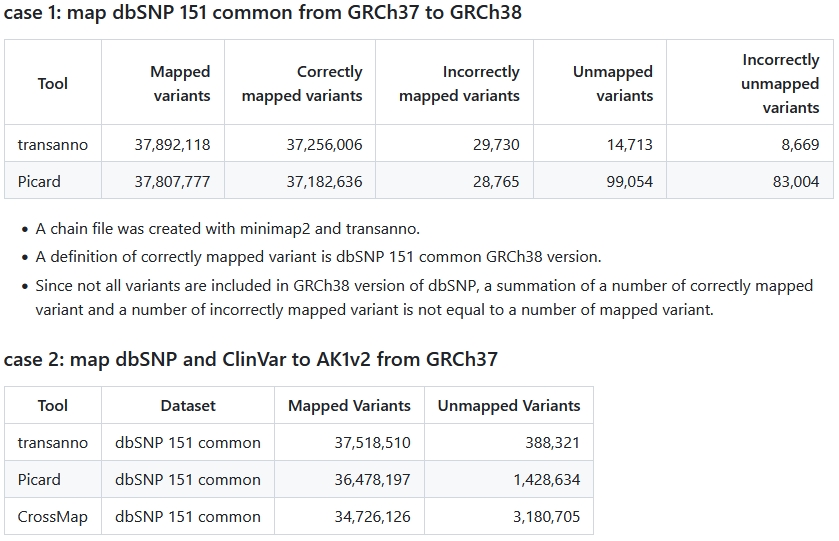 case 1: map dbSNP 151 common from GRCh37 to GRCh38
Tool Mapped variants Correctly mapped variants Incorrectly mapped variants Unmapped variants Incorrectly unmapped variants
transanno 37,892,118 37,256,006 29,730 14,713 8,669
Picard 37,807,777 37,182,636 28,765 99,054 83,004
• A chain file was created with minimap2 and transanno.
• A definition of correctly mapped variant is dbSNP 151 common GRCh38 version.
• Since not all variants are included in GRCh38 version of dbSNP, a summation of a number of correctly mapped
variant and a number of incorrectly mapped variant is not equal to a number of mapped variant.
case 2: map dbSNP and ClinVar to AK1v2 from GRCh37
Tool Dataset Mapped Variants Unmapped Variants
transanno dbSNP 151 common 37,518,510 388,321
Picard dbSNP 151 common 36,478,197 1,428,634
CrossMap dbSNP 151 common 34,726,126 3,180,705